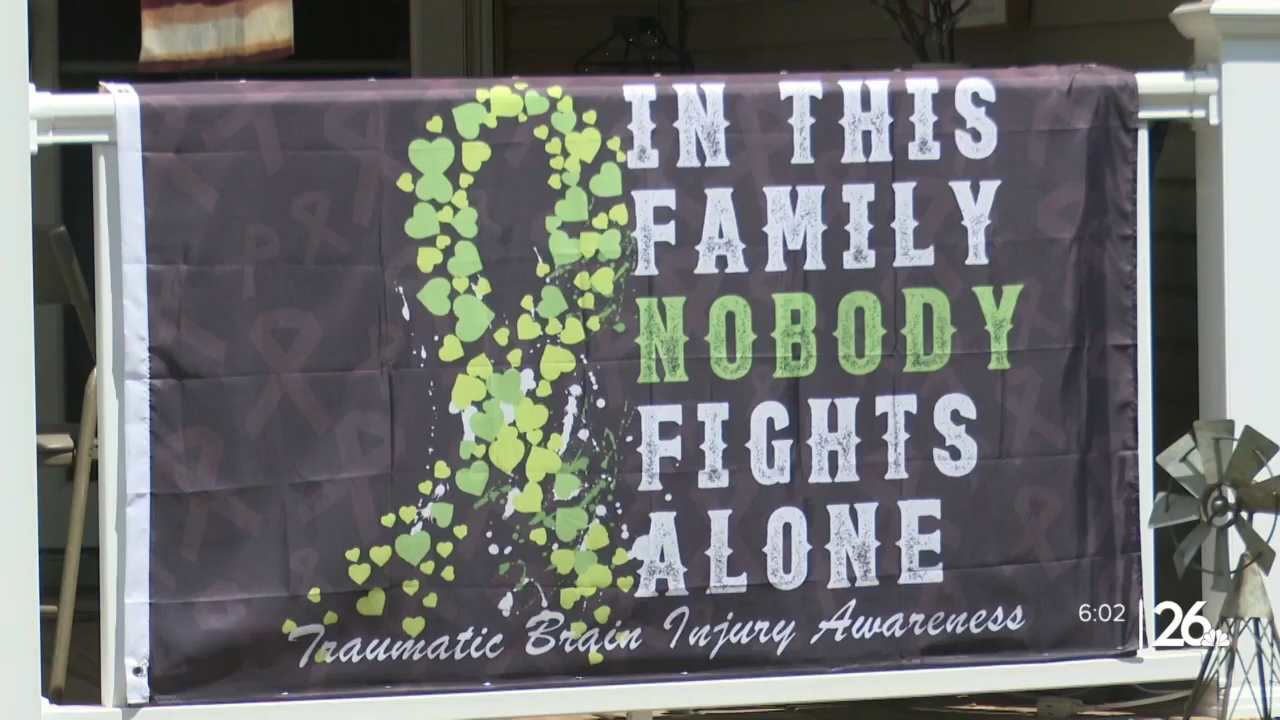 IN THIS
FAMILY
NOBODY
FIGHTS
ALONE
Traumatic Brain Injury Awareness
6:02
26